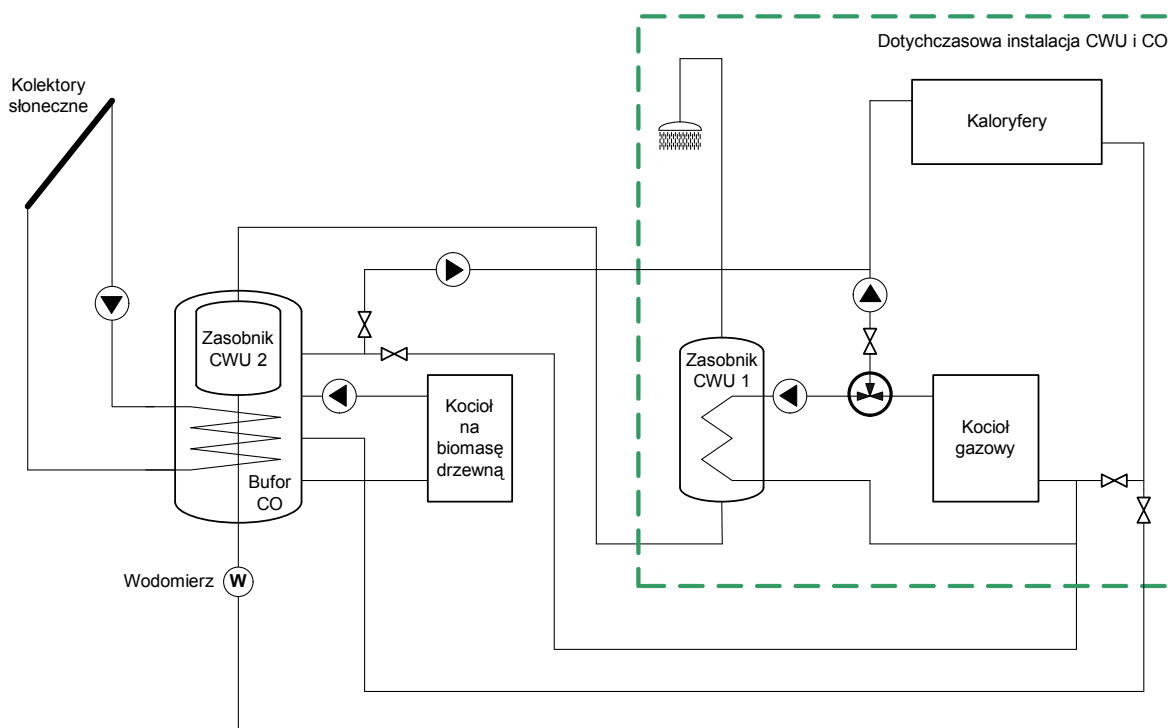 Dotychczasowa instalacja CWU i CO
Kolektory
słoneczne
Kaloryfery
Zasobnik
CWU 2
Zasobnik
CWU 1
Kocioł
na
biomasę
drzewną
Kocioł
gazowy
Bufor
CO
Wodomierz
W